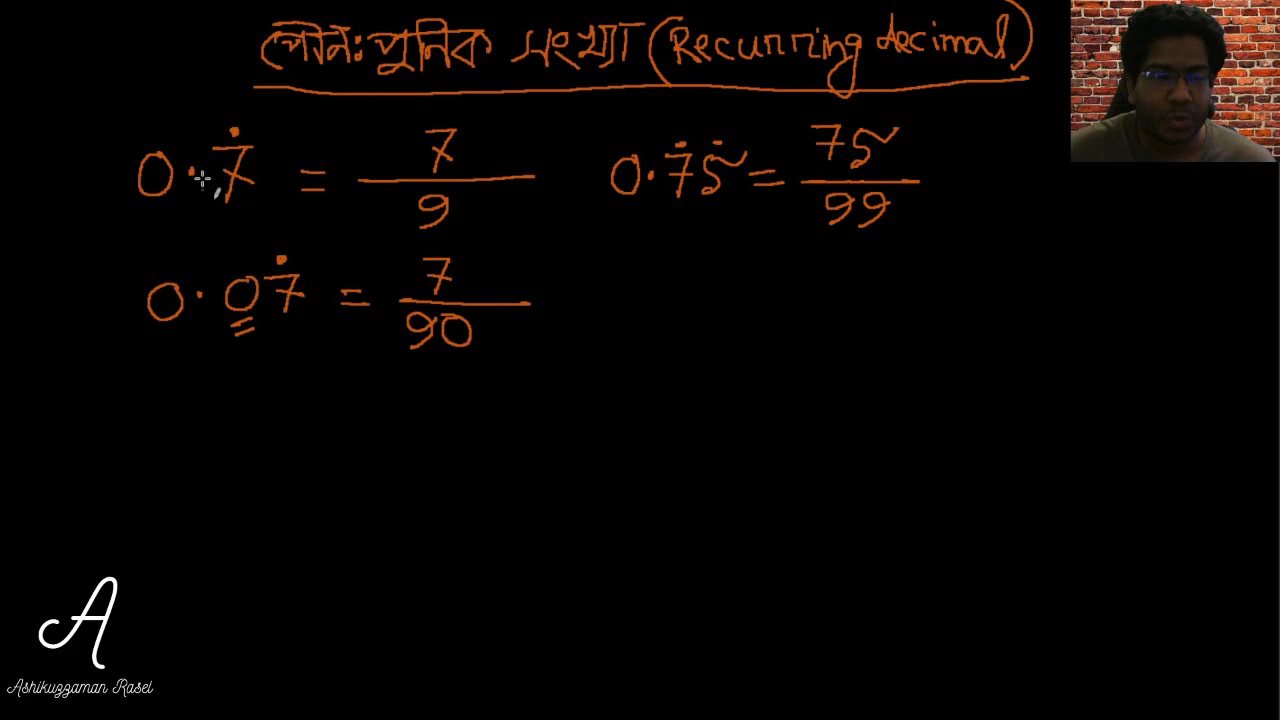 পৌনঃপুনিক সংখ্যা (Recurring decimal)
0.7̇ = 7/9
0.7̇5̇ = 75/99
0.07̇ = 7/90
A
Ashikuzzaman Rasel